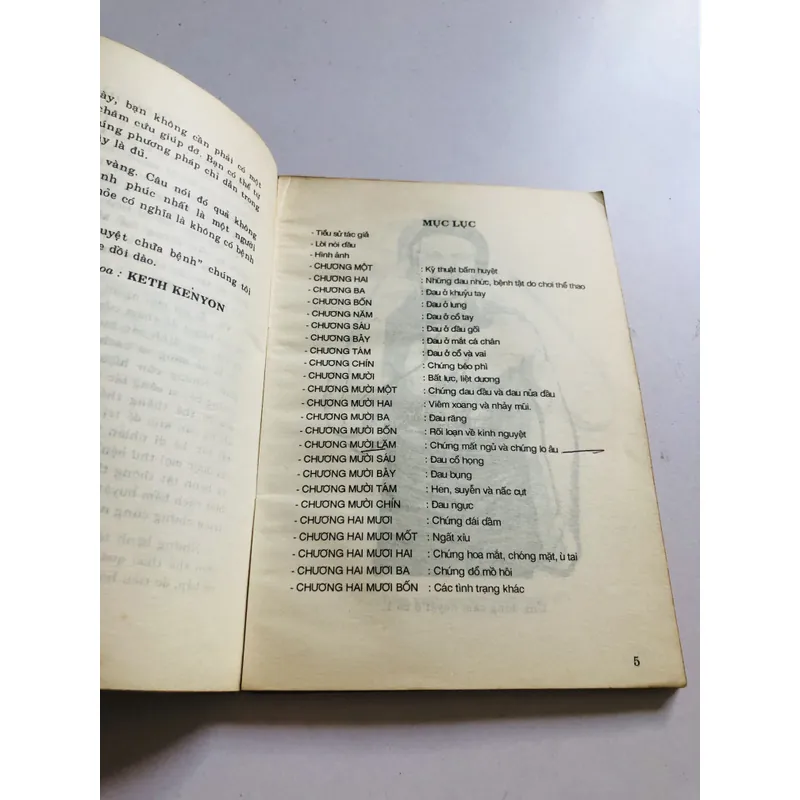 ày, bạn không cần phải có một
châm cứu giúp đỡ. Bạn có thể tự
úng phương pháp chỉ dẫn trong
y là đủ.
vàng. Câu nói đó quả không
nh phúc nhất là một người
ỏe có nghĩa là không có bệnh
uyệt chữa bệnh" chúng tôi
e dồi dào.
oa : KETH KENYON
MỤC LỤC
- Tiểu sử tác giả
- Lời nói đầu
- Hình ảnh
- CHƯƠNG MỘT : Kỹ thuật bấm huyệt
- CHƯƠNG HAI : Những đau nhức, bệnh tật do chơi thể thao
- CHƯƠNG BA : Đau ở khuỷu tay
- CHƯƠNG BỐN : Đau ở lưng
- CHƯƠNG NĂM : Đau ở cổ tay
- CHƯƠNG SÁU : Đau ở đầu gối
- CHƯƠNG BẢY : Đau ở mắt cá chân
- CHƯƠNG TÁM : Đau ở cổ và vai
- CHƯƠNG CHÍN : Chứng béo phì
- CHƯƠNG MƯỜI : Bất lực, liệt dương
- CHƯƠNG MƯỜI MỘT : Chứng đau đầu và đau nửa đầu
- CHƯƠNG MƯỜI HAI : Viêm xoang và nhảy mũi.
- CHƯƠNG MƯỜI BA : Đau răng
- CHƯƠNG MƯỜI BỐN : Rối loạn về kinh nguyệt
- CHƯƠNG MƯỜI LĂM : Chứng mất ngủ và chứng lo âu
- CHƯƠNG MƯỜI SÁU : Đau cổ họng
- CHƯƠNG MƯỜI BẢY : Đau bụng
- CHƯƠNG MƯỜI TÁM : Hen, suyễn và nấc cụt
- CHƯƠNG MƯỜI CHÍN : Đau ngực
- CHƯƠNG HAI MƯƠI : Chứng đái dầm
- CHƯƠNG HAI MƯƠI MỐT : Ngất xỉu
- CHƯƠNG HAI MƯƠI HAI : Chứng hoa mắt, chóng mặt, ù tai
- CHƯƠNG HAI MƯƠI BA : Chứng đổ mồ hôi
- CHƯƠNG HAI MƯƠI BỐN : Các tình trạng khác
5